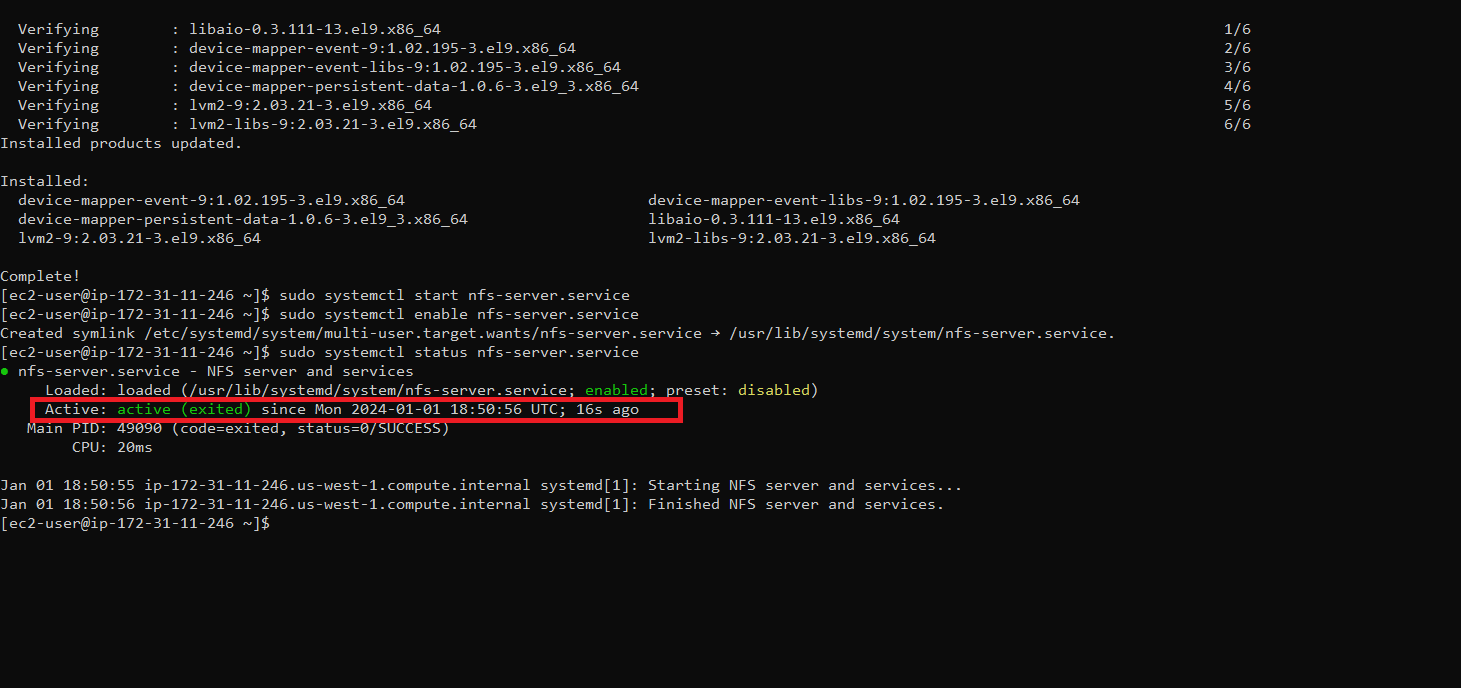 Verifying        : libaio-0.3.111-13.el9.x86_64                                                                                       1/6
Verifying        : device-mapper-event-9:1.02.195-3.el9.x86_64                                                                        2/6
Verifying        : device-mapper-event-libs-9:1.02.195-3.el9.x86_64                                                                   3/6
Verifying        : device-mapper-persistent-data-1.0.6-3.el9_3.x86_64                                                                 4/6
Verifying        : lvm2-9:2.03.21-3.el9.x86_64                                                                                        5/6
Verifying        : lvm2-libs-9:2.03.21-3.el9.x86_64                                                                                   6/6
Installed products updated.

Installed:
  device-mapper-event-9:1.02.195-3.el9.x86_64                           device-mapper-event-libs-9:1.02.195-3.el9.x86_64
  device-mapper-persistent-data-1.0.6-3.el9_3.x86_64                    libaio-0.3.111-13.el9.x86_64
  lvm2-9:2.03.21-3.el9.x86_64                                           lvm2-libs-9:2.03.21-3.el9.x86_64

Complete!
[ec2-user@ip-172-31-11-246 ~]$ sudo systemctl start nfs-server.service
[ec2-user@ip-172-31-11-246 ~]$ sudo systemctl enable nfs-server.service
Created symlink /etc/systemd/system/multi-user.target.wants/nfs-server.service → /usr/lib/systemd/system/nfs-server.service.
[ec2-user@ip-172-31-11-246 ~]$ sudo systemctl status nfs-server.service
● nfs-server.service - NFS server and services
     Loaded: loaded (/usr/lib/systemd/system/nfs-server.service; enabled; preset: disabled)
     Active: active (exited) since Mon 2024-01-01 18:50:56 UTC; 16s ago
   Main PID: 49090 (code=exited, status=0/SUCCESS)
        CPU: 20ms

Jan 01 18:50:55 ip-172-31-11-246.us-west-1.compute.internal systemd[1]: Starting NFS server and services...
Jan 01 18:50:56 ip-172-31-11-246.us-west-1.compute.internal systemd[1]: Finished NFS server and services.
[ec2-user@ip-172-31-11-246 ~]$